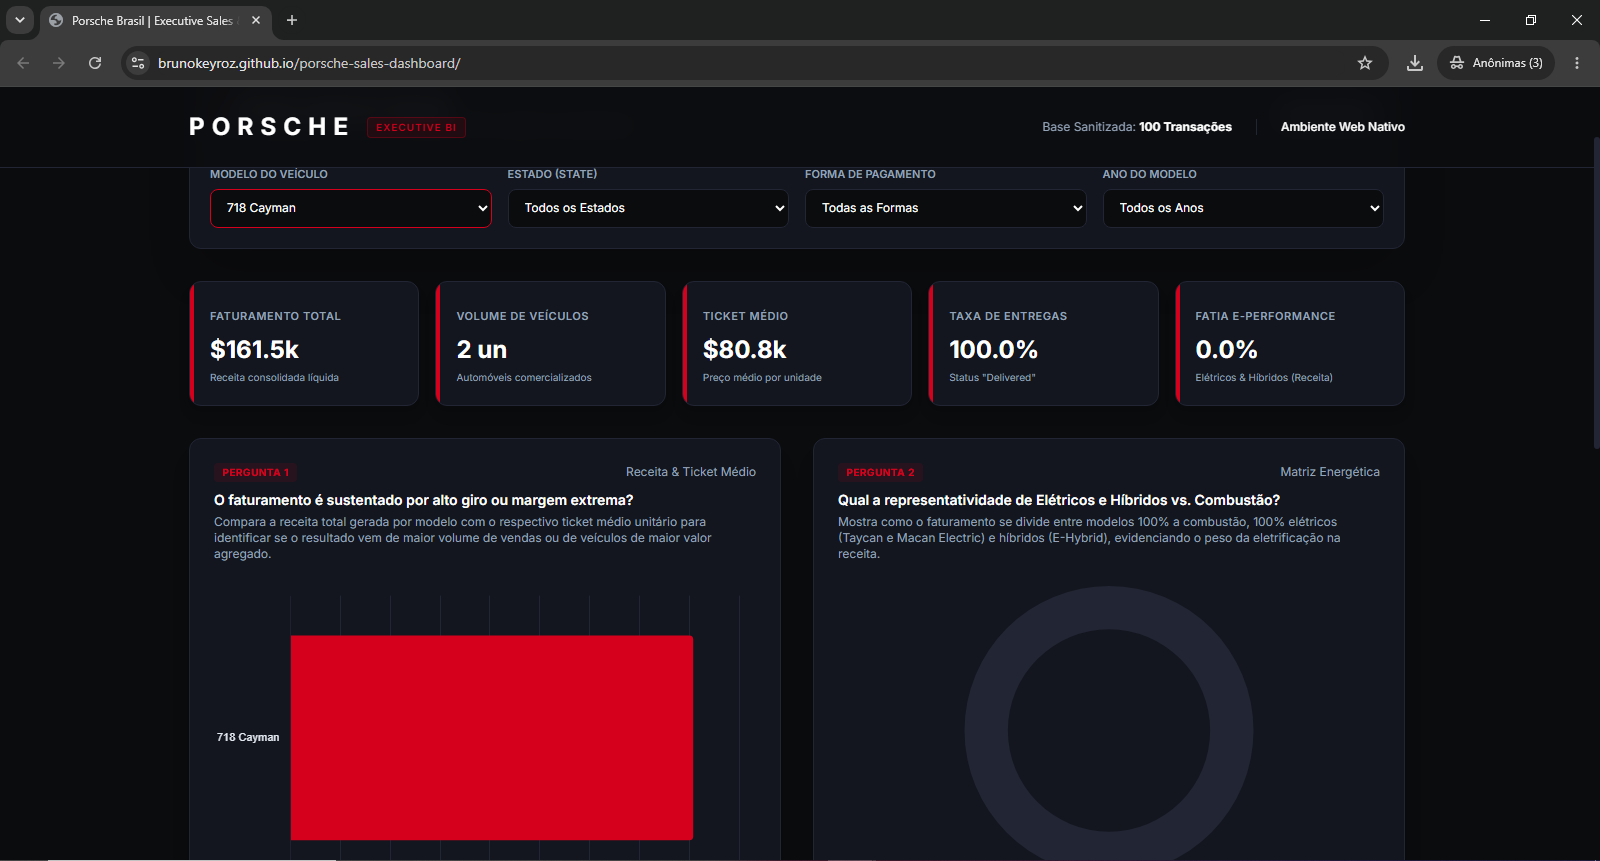 Porsche Brasil | Executive Sales
brunokeyroz.github.io/porsche-sales-dashboard/
Anônimas (3)
PORSCHE
EXECUTIVE BI
Base Sanitizada: 100 Transações
Ambiente Web Nativo
MODELO DO VEÍCULO
ESTADO (STATE)
FORMA DE PAGAMENTO
ANO DO MODELO
718 Cayman
Todos os Estados
Todas as Formas
Todos os Anos
FATURAMENTO TOTAL
$161.5k
Receita consolidada líquida
VOLUME DE VEÍCULOS
2 un
Automóveis comercializados
TICKET MÉDIO
$80.8k
Preço médio por unidade
TAXA DE ENTREGAS
100.0%
Status "Delivered"
FATIA E-PERFORMANCE
0.0%
Elétricos & Híbridos (Receita)
PERGUNTA 1
Receita & Ticket Médio
O faturamento é sustentado por alto giro ou margem extrema?
Compara a receita total gerada por modelo com o respectivo ticket médio unitário para
identificar se o resultado vem de maior volume de vendas ou de veículos de maior valor
agregado.
718 Cayman
PERGUNTA 2
Matriz Energética
Qual a representatividade de Elétricos e Híbridos vs. Combustão?
Mostra como o faturamento se divide entre modelos 100% a combustão, 100% elétricos
(Taycan e Macan Electric) e híbridos (E-Hybrid), evidenciando o peso da eletrificação na
receita.